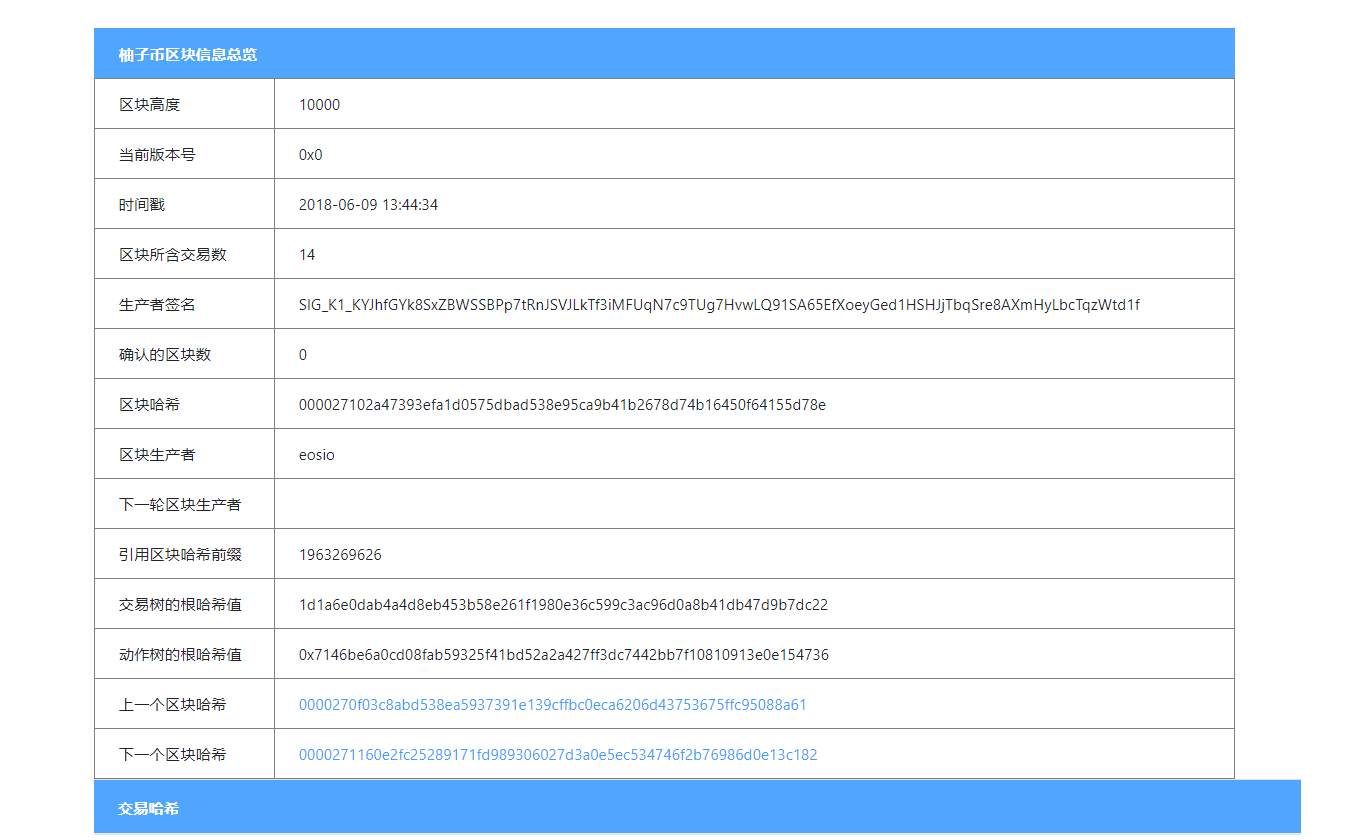 柚子币区块信息总览
区块高度 10000
当前版本号 0x0
时间戳 2018-06-09 13:44:34
区块所含交易数 14
生产者签名 SIG_K1_KYJhfGYk8SxZBWSSBPp7tRnJSVJLkTf3iMFUqN7c9TUg7HvwLQ91SA65EfXoeyGed1HSHJjTbqSre8AXmHyLbcTqzWtd1f
确认的区块数 0
区块哈希 000027102a47393efa1d0575dbad538e95ca9b41b2678d74b16450f64155d78e
区块生产者 eosio
下一轮区块生产者
引用区块哈希前缀 1963269626
交易树的根哈希值 1d1a6e0dab4a4d8eb453b58e261f1980e36c599c3ac96d0a8b41db47d9b7dc22
动作树的根哈希值 0x7146be6a0cd08fab59325f41bd52a2a427ff3dc7442bb7f10810913e0e154736
上一个区块哈希 0000270f03c8abd538ea5937391e139cffbc0eca6206d43753675ffc95088a61
下一个区块哈希 0000271160e2fc25289171fd989306027d3a0e5ec534746f2b76986d0e13c182
交易哈希